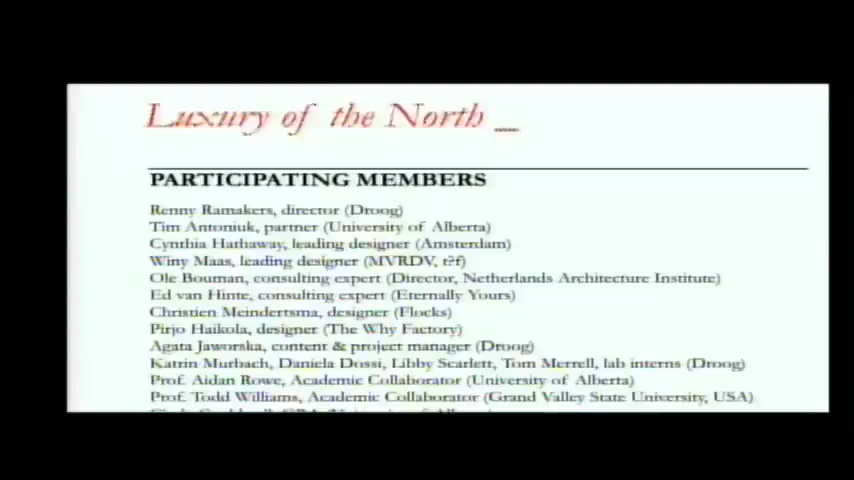 Luxury of the North _
PARTICIPATING MEMBERS
Renny Ramakers, director (Droog)
Tim Antoniuk, partner (University of Alberta)
Cynthia Hathaway, leading designer (Amsterdam)
Winy Maas, leading designer (MVRDV, t?f)
Ole Bouman, consulting expert (Director, Netherlands Architecture Institute)
Ed van Hinte, consulting expert (Eternally Yours)
Christien Meindertsma, designer (Flocks)
Pirjo Haikola, designer (The Why Factory)
Agata Jaworska, content & project manager (Droog)
Katrin Murbach, Daniela Dossi, Libby Scarlett, Tom Merrell, lab interns (Droog)
Prof. Aidan Rowe, Academic Collaborator (University of Alberta)
Prof. Todd Williams, Academic Collaborator (Grand Valley State University, USA)